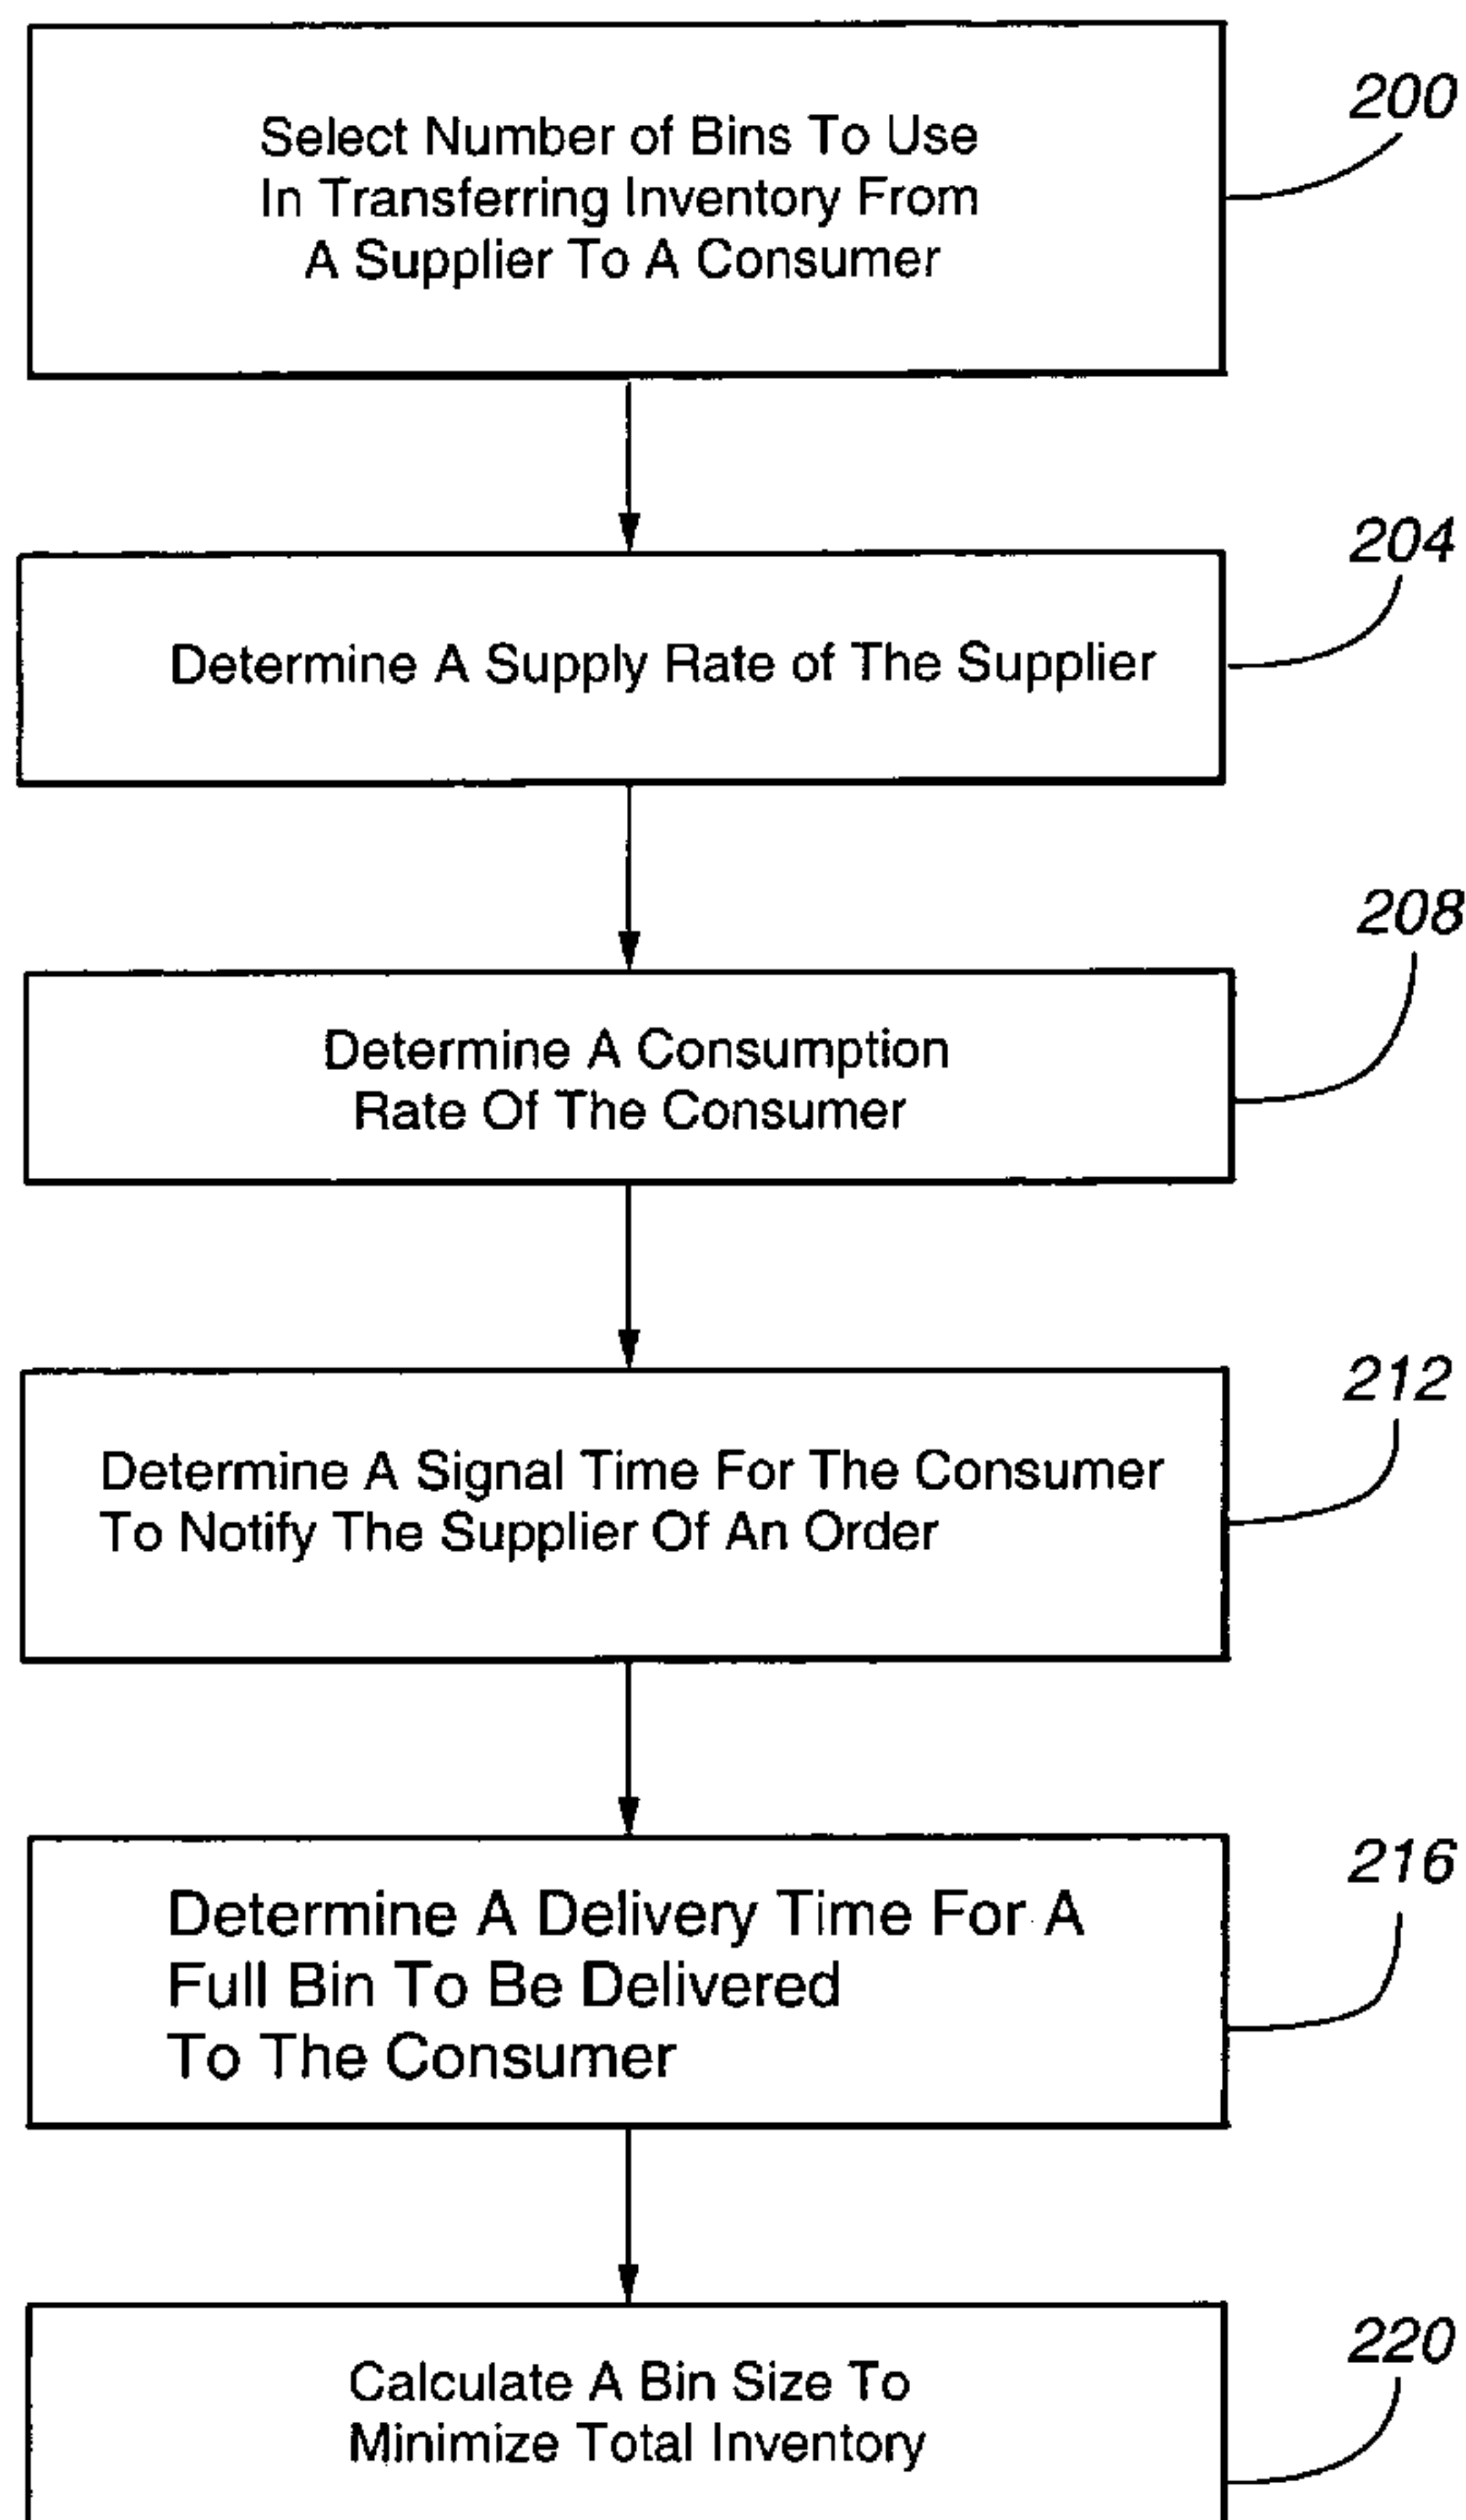 Select Number of Bins To Use
In Transferring Inventory From
A Supplier To A Consumer
200
Determine A Supply Rate of The Supplier
204
Determine A Consumption
Rate Of The Consumer
208
Determine A Signal Time For The Consumer
To Notify The Supplier Of An Order
212
Determine A Delivery Time For A
Full Bin To Be Delivered
To The Consumer
216
Calculate A Bin Size To
Minimize Total Inventory
220